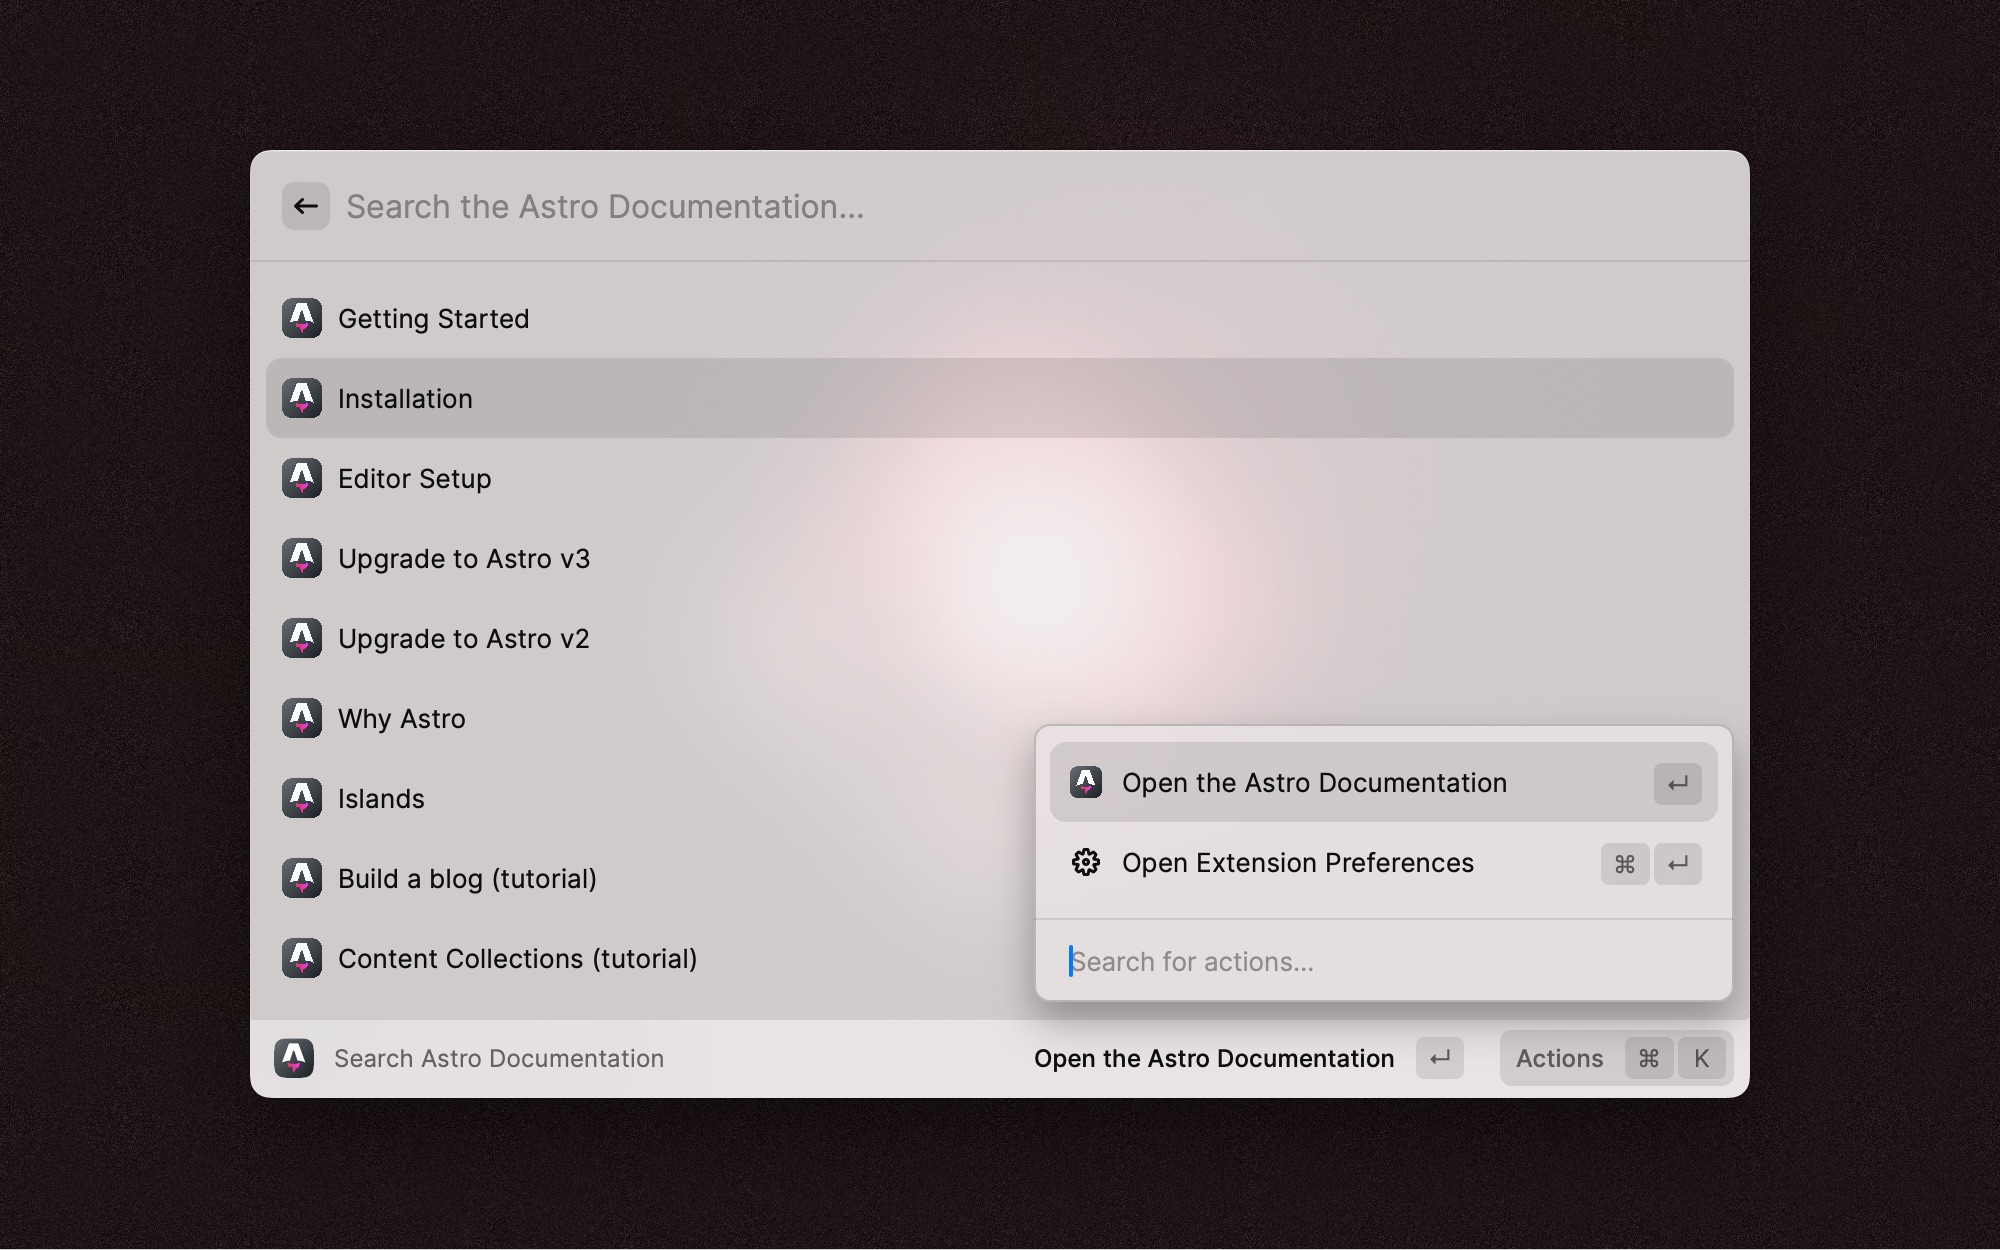 Search the Astro Documentation...
Getting Started
Installation
Editor Setup
Upgrade to Astro v3
Upgrade to Astro v2
Why Astro
Islands
Build a blog (tutorial)
Content Collections (tutorial)
Open the Astro Documentation ↵
Open Extension Preferences ⌘ ↵
Search for actions...
Search Astro Documentation
Open the Astro Documentation ↵
Actions ⌘ K